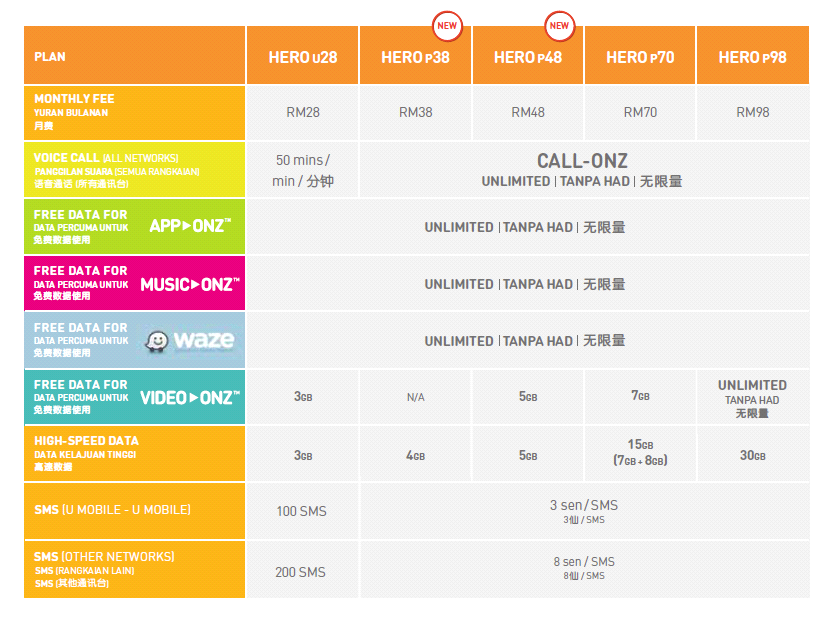 NEW NEW
PLAN HERO U28 HERO P38 HERO P48 HERO P70 HERO P98
MONTHLY FEE
YURAN BULANAN
月费
RM28 RM38 RM48 RM70 RM98
VOICE CALL (ALL NETWORKS)
PANGGILAN SUARA (SEMUA RANGKAIAN)
语音通话 (所有通讯台)
50 mins /
min / 分钟
CALL-ONZ
UNLIMITED | TANPA HAD | 无限量
FREE DATA FOR
DATA PERCUMA UNTUK
免费数据使用
APP►ONZ™
UNLIMITED | TANPA HAD | 无限量
FREE DATA FOR
DATA PERCUMA UNTUK
免费数据使用
MUSIC►ONZ™
UNLIMITED | TANPA HAD | 无限量
FREE DATA FOR
DATA PERCUMA UNTUK
免费数据使用
waze
UNLIMITED | TANPA HAD | 无限量
FREE DATA FOR
DATA PERCUMA UNTUK
免费数据使用
VIDEO►ONZ™
3GB N/A 5GB 7GB
UNLIMITED
TANPA HAD
无限量
HIGH-SPEED DATA
DATA KELAJUAN TINGGI
高速数据
3GB 4GB 5GB
15GB
(7GB + 8GB)
30GB
SMS (U MOBILE - U MOBILE)
100 SMS
3 sen / SMS
3仙 / SMS
SMS (OTHER NETWORKS)
SMS (RANGKAIAN LAIN)
SMS (其他通讯台)
200 SMS
8 sen / SMS
8仙 / SMS